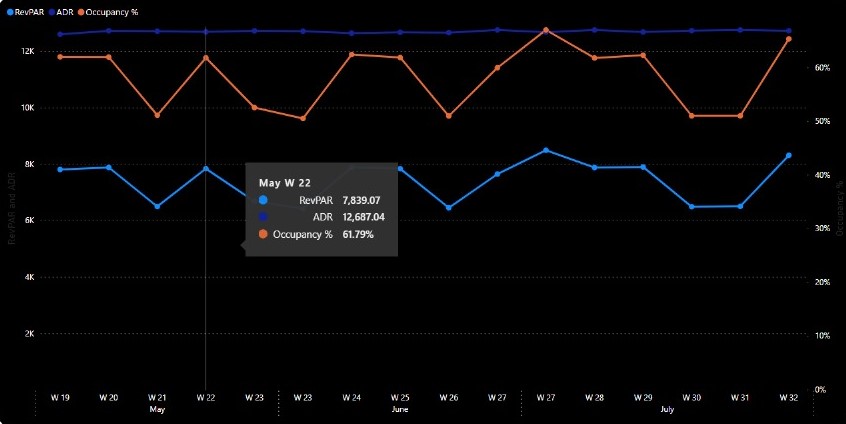 RevPAR ADR Occupancy %
12K
10K
8K
6K
4K
2K
RevPAR and ADR
60%
50%
40%
30%
20%
10%
0%
Occupancy %
May W 22
RevPAR 7,839.07
ADR 12,687.04
Occupancy % 61.79%
W 19 W 20 W 21 W 22 W 23 W 23 W 24 W 25 W 26 W 27 W 27 W 28 W 29 W 30 W 31 W 32
May June July